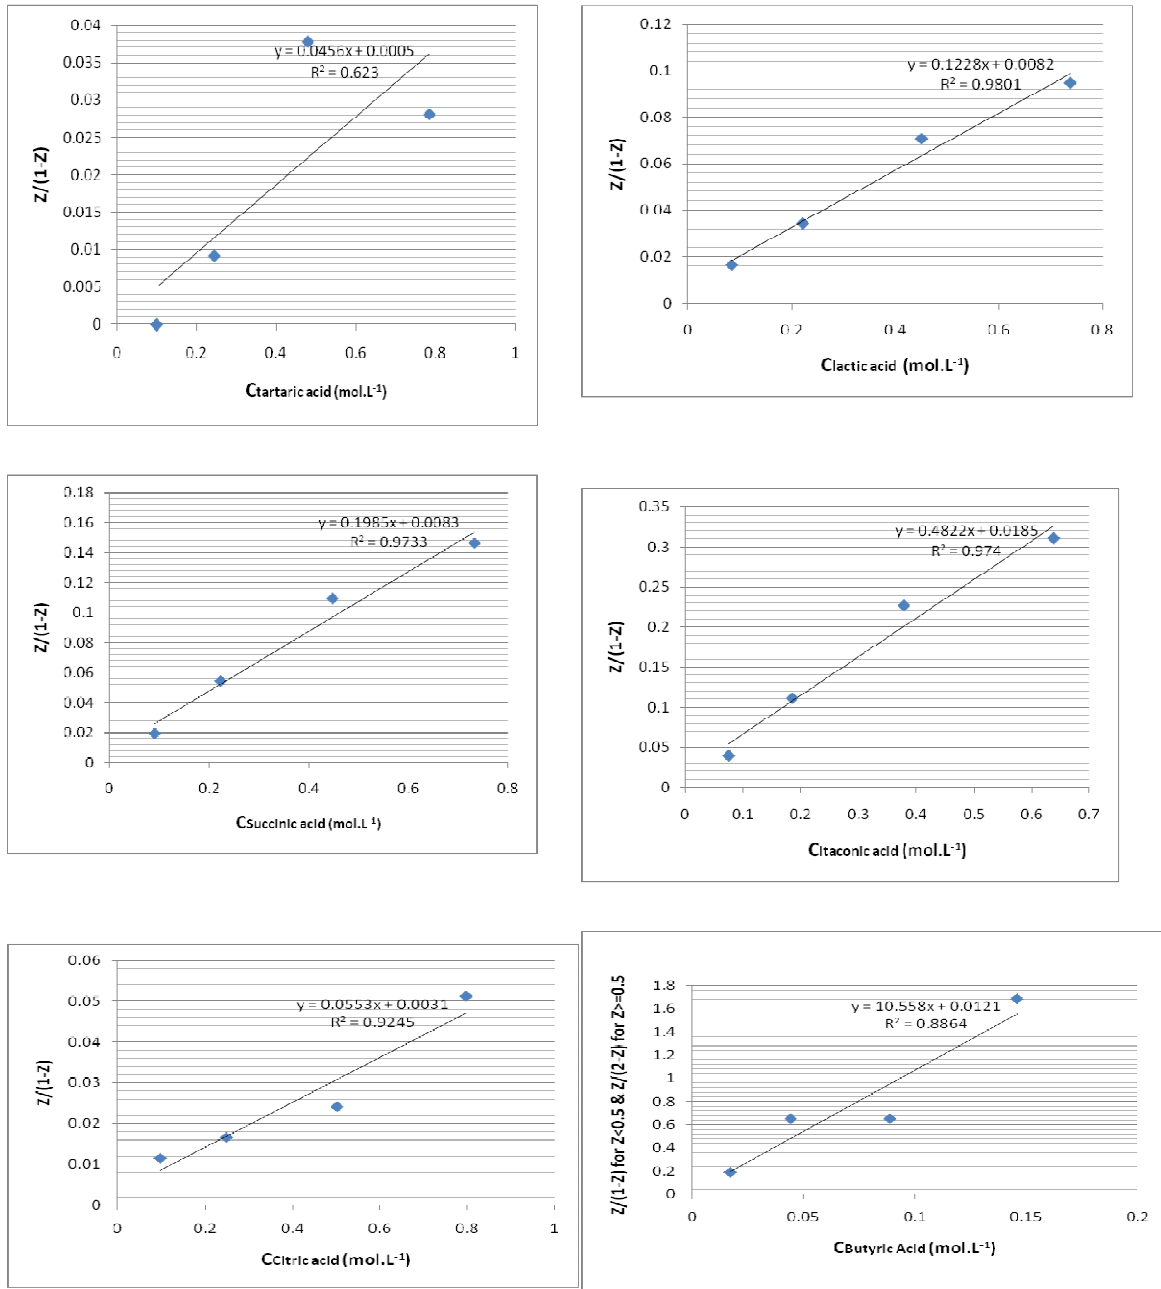 0.04
0.035
0.03
0.025
0.02
0.015
0.01
0.005
0
Z/(1-Z)
y = 0.0456x + 0.0005
R² = 0.623
0 0.2 0.4 0.6 0.8 1
Ctartaric acid (mol.L⁻¹)
0.12
0.1
0.08
0.06
0.04
0.02
0
Z/(1-Z)
y = 0.1228x + 0.0082
R² = 0.9801
0 0.2 0.4 0.6 0.8
Clactic acid (mol.L⁻¹)
0.18
0.16
0.14
0.12
0.1
0.08
0.06
0.04
0.02
0
Z/(1-Z)
y = 0.1985x + 0.0083
R² = 0.9733
0 0.2 0.4 0.6 0.8
CSuccinic acid (mol.L⁻¹)
0.35
0.3
0.25
0.2
0.15
0.1
0.05
0
Z/(1-Z)
y = 0.4822x + 0.0185
R² = 0.974
0 0.1 0.2 0.3 0.4 0.5 0.6 0.7
CItaconic acid (mol.L⁻¹)
0.06
0.05
0.04
0.03
0.02
0.01
0
Z/(1-Z)
y = 0.0553x + 0.0031
R² = 0.9245
0 0.2 0.4 0.6 0.8 1
CCitric acid (mol.L⁻¹)
1.8
1.6
1.4
1.2
1
0.8
0.6
0.4
0.2
0
Z/(1-Z) for Z<0.5 & Z/(2-Z) for Z>=0.5
y = 10.558x + 0.0121
R² = 0.8864
0 0.05 0.1 0.15 0.2
CButyric Acid (mol.L⁻¹)